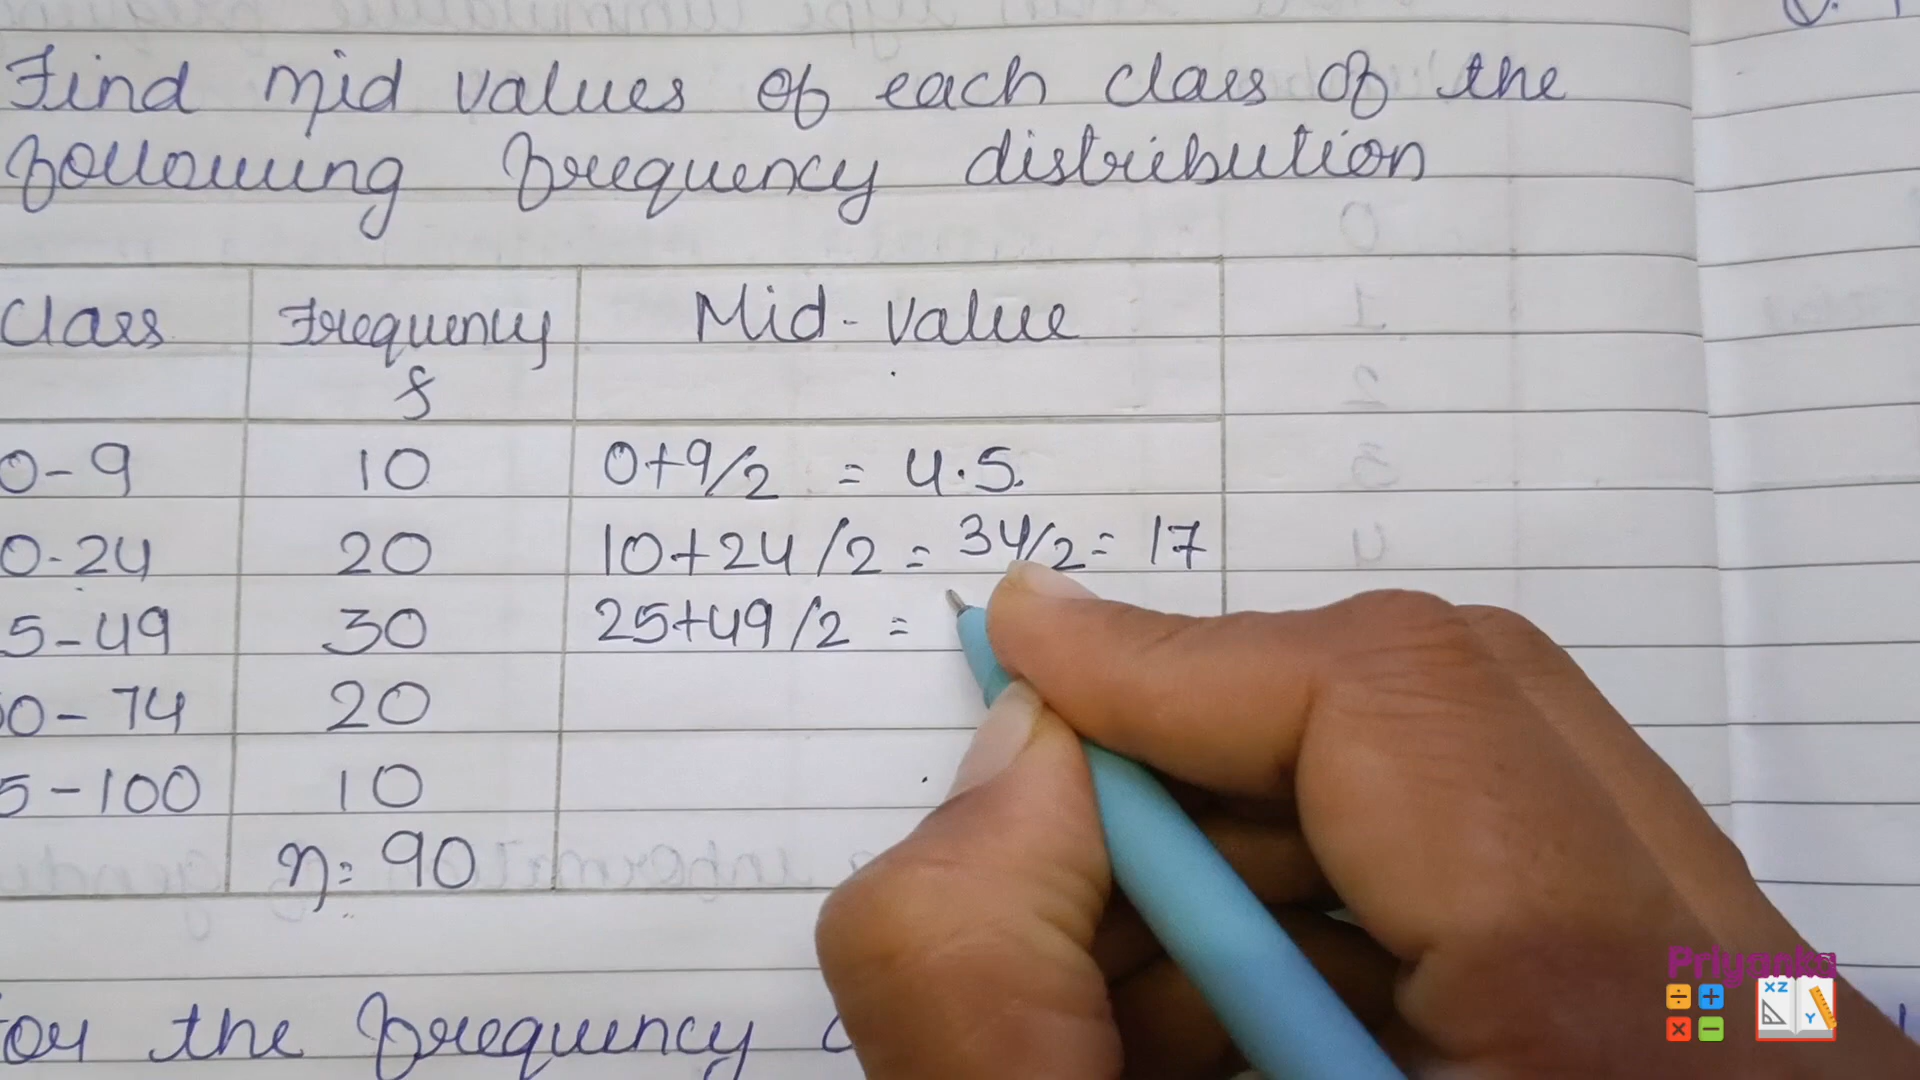 Find mid values of each class of the
following frequency distribution
Class Frequency Mid-value
f
0-9 10 0+9/2 = 4.5.
0-24 20 10+24/2 = 34/2 = 17
5-49 30 25+49/2 =
0-74 20
5-100 10
n= 90
for the frequency
Priyanka
XZ
Y